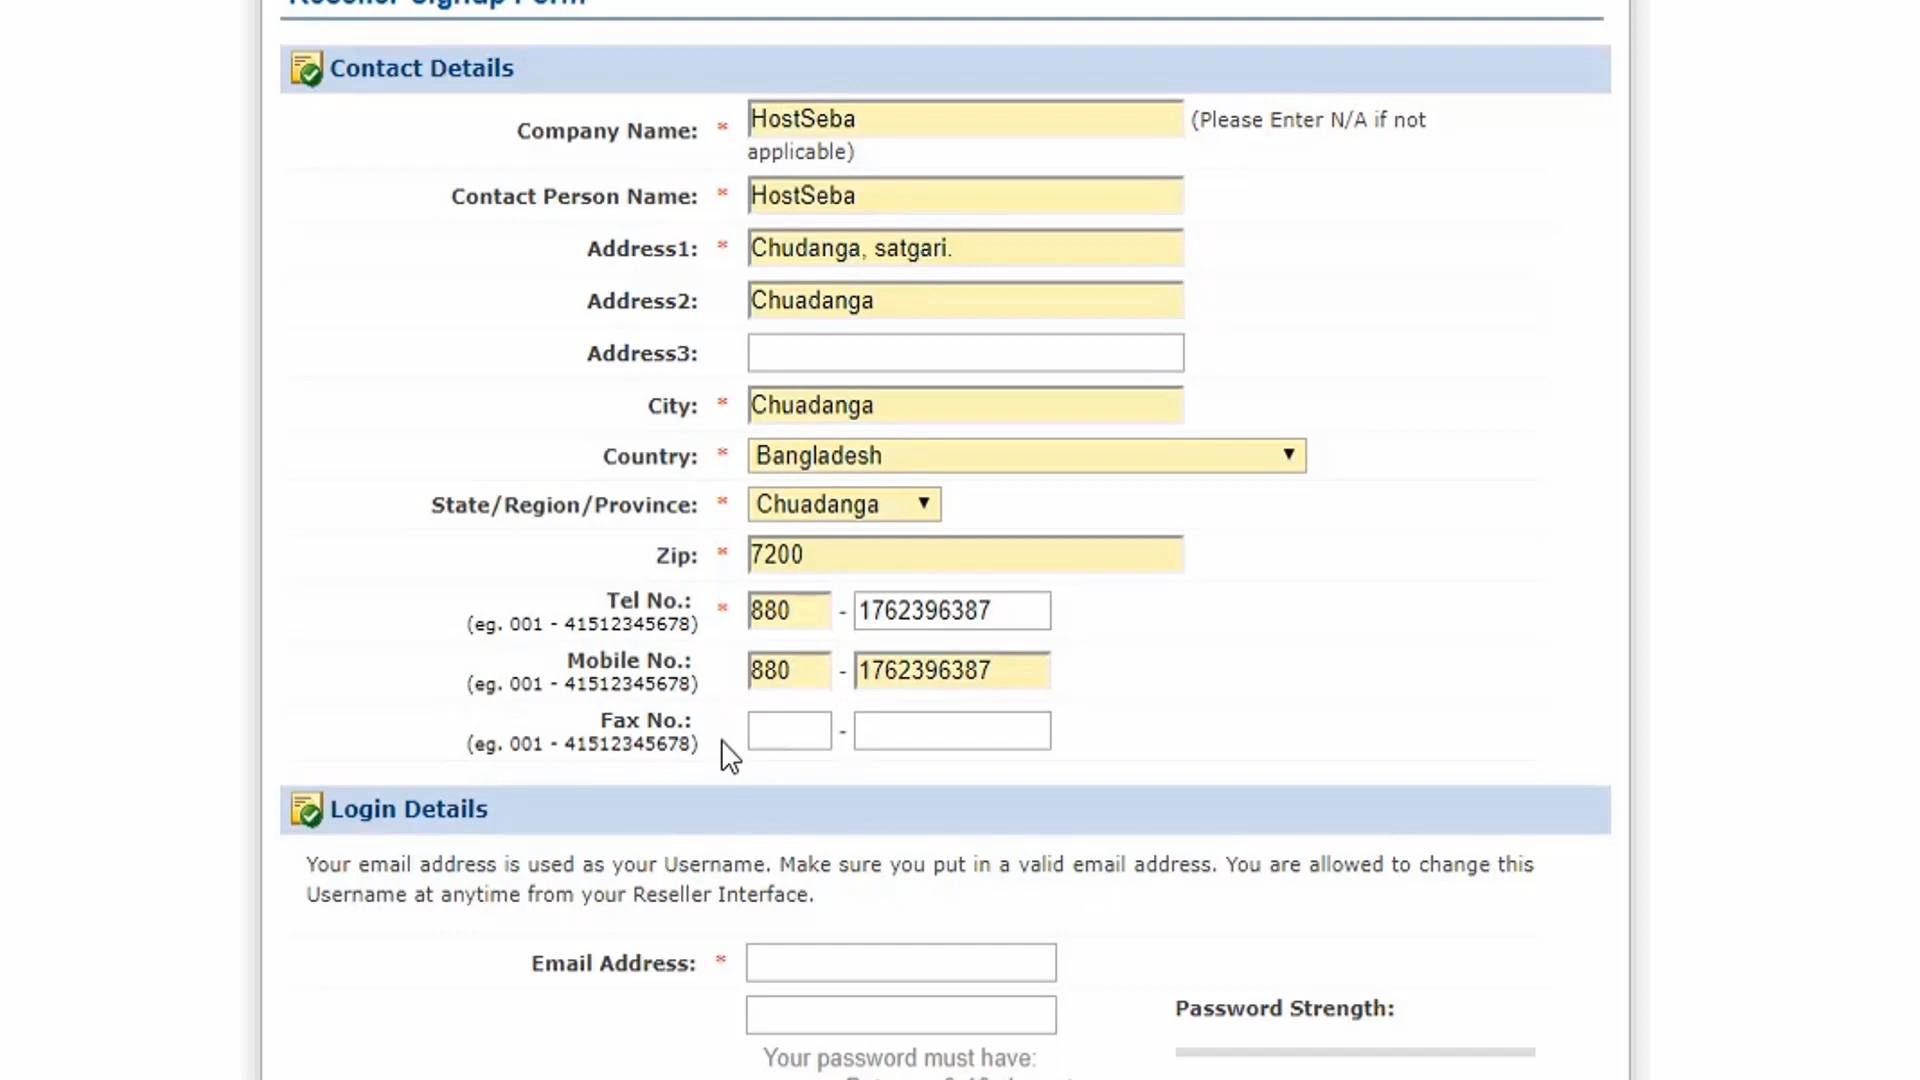 Reseller Signup Form
Contact Details
Company Name: * HostSeba (Please Enter N/A if not
applicable)
Contact Person Name: * HostSeba
Address1: * Chudanga, satgari.
Address2: Chuadanga
Address3:
City: * Chuadanga
Country: * Bangladesh
State/Region/Province: * Chuadanga
Zip: * 7200
Tel No.: * 880 - 1762396387
(eg. 001 - 41512345678)
Mobile No.: 880 - 1762396387
(eg. 001 - 41512345678)
Fax No.: -
(eg. 001 - 41512345678)
Login Details
Your email address is used as your Username. Make sure you put in a valid email address. You are allowed to change this
Username at anytime from your Reseller Interface.
Email Address: *
Password Strength:
Your password must have: